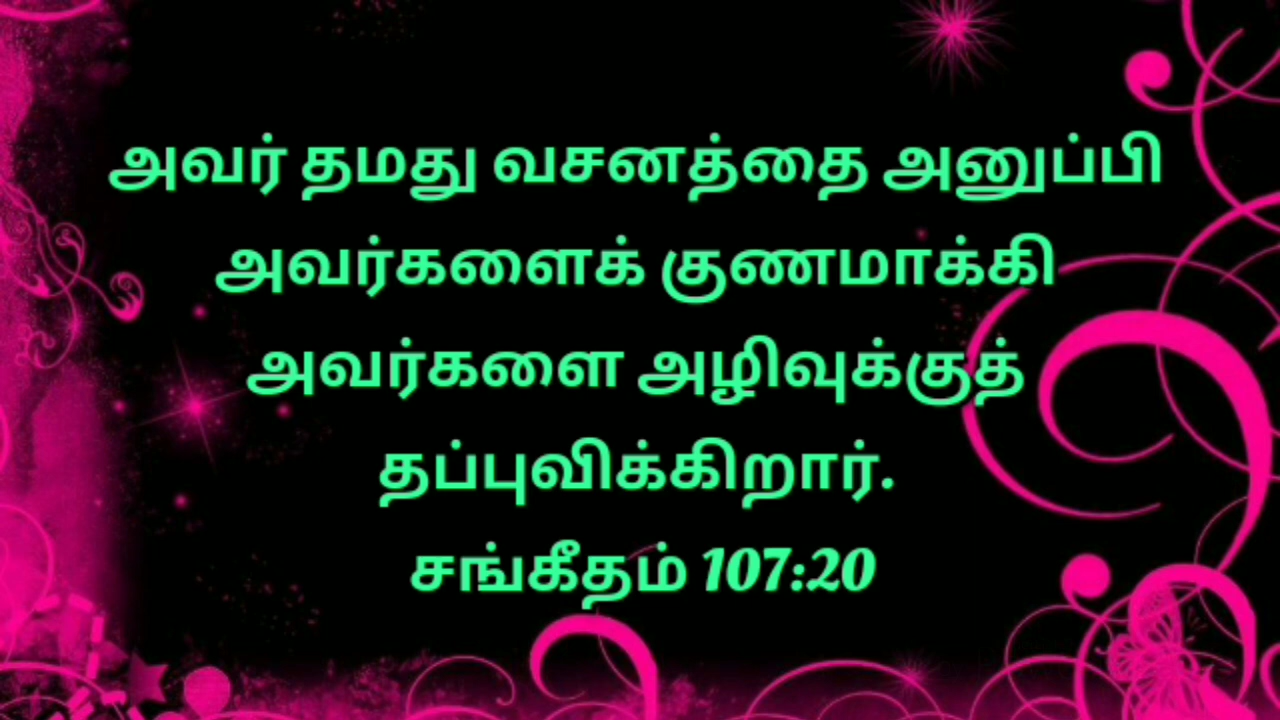 அவர் தமது வசனத்தை அனுப்பி
அவர்களைக் குணமாக்கி
அவர்களை அழிவுக்குத்
தப்புவிக்கிறார்.
சங்கீதம் 107:20